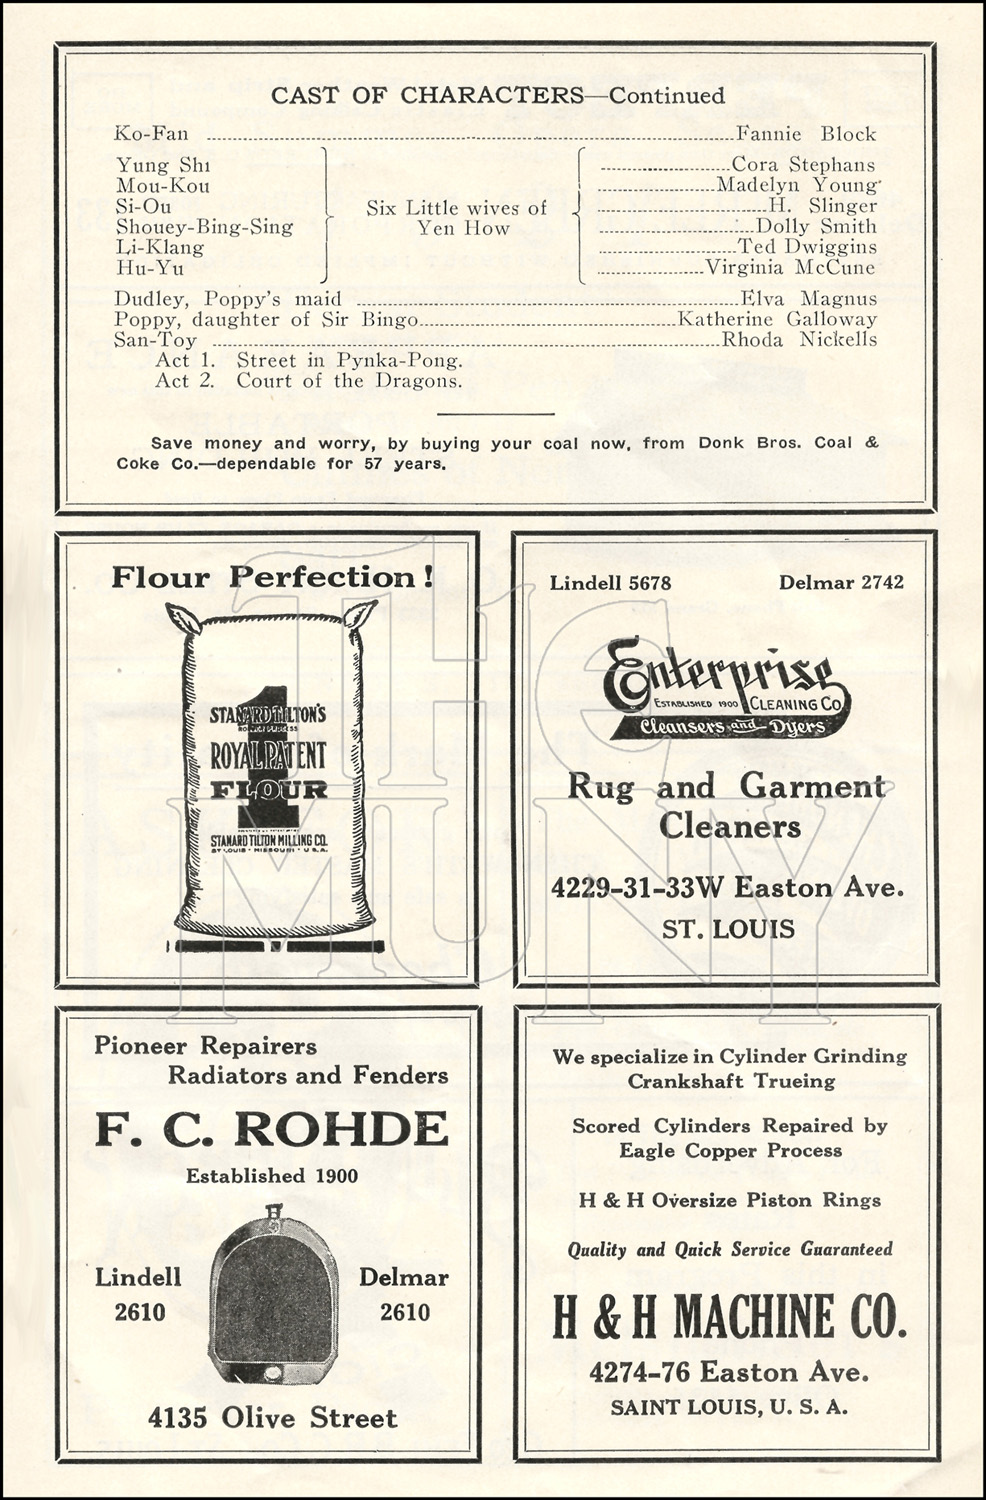 CAST OF CHARACTERS—Continued
Ko-Fan ........ Fannie Block
Yung Shi ........ Cora Stephans
Mou-Kou ........ Madelyn Young
Si-Ou ........ H. Slinger
Six Little wives of
Shouey-Bing-Sing ........ Dolly Smith
Yen How
Li-Klang ........ Ted Dwiggins
Hu-Yu ........ Virginia McCune
Dudley, Poppy's maid ........ Elva Magnus
Poppy, daughter of Sir Bingo ........ Katherine Galloway
San-Toy ........ Rhoda Nickells
Act 1. Street in Pynka-Pong.
Act 2. Court of the Dragons.
Save money and worry, by buying your coal now, from Donk Bros. Coal &
Coke Co.—dependable for 57 years.
Flour Perfection!
1
STANARD TILTON'S
ROYAL PATENT
FLOUR
STANARD TILTON MILLING CO.
ST LOUIS • MISSOURI • U.S.A.
Lindell 5678 Delmar 2742
Enterprise
ESTABLISHED 1900 CLEANING Co.
Cleansers and Dyers
Rug and Garment
Cleaners
4229-31-33W Easton Ave.
ST. LOUIS
Pioneer Repairers
Radiators and Fenders
F. C. ROHDE
Established 1900
Lindell Delmar
2610 2610
4135 Olive Street
We specialize in Cylinder Grinding
Crankshaft Trueing
Scored Cylinders Repaired by
Eagle Copper Process
H & H Oversize Piston Rings
Quality and Quick Service Guaranteed
H & H MACHINE CO.
4274-76 Easton Ave.
SAINT LOUIS, U. S. A.
THE
MUNY